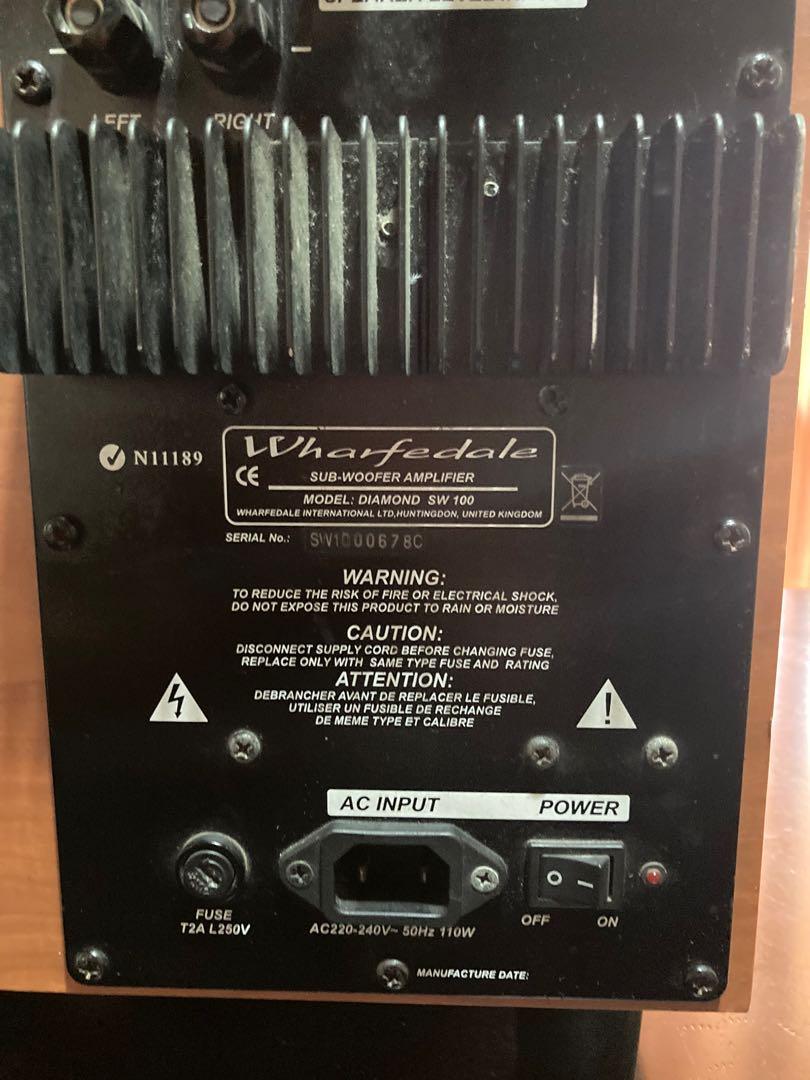 LEFT RIGHT
N11189
Wharfedale
CE
SUB-WOOFER AMPLIFIER
MODEL: DIAMOND SW 100
WHARFEDALE INTERNATIONAL LTD,HUNTINGDON, UNITED KINGDOM
SERIAL No.: SW1000678C
WARNING:
TO REDUCE THE RISK OF FIRE OR ELECTRICAL SHOCK,
DO NOT EXPOSE THIS PRODUCT TO RAIN OR MOISTURE
CAUTION:
DISCONNECT SUPPLY CORD BEFORE CHANGING FUSE,
REPLACE ONLY WITH SAME TYPE FUSE AND RATING
ATTENTION:
DEBRANCHER AVANT DE REPLACER LE FUSIBLE,
UTILISER UN FUSIBLE DE RECHANGE
DE MEME TYPE ET CALIBRE
AC INPUT POWER
FUSE
T2A L250V
AC220-240V~ 50Hz 110W
OFF ON
MANUFACTURE DATE: